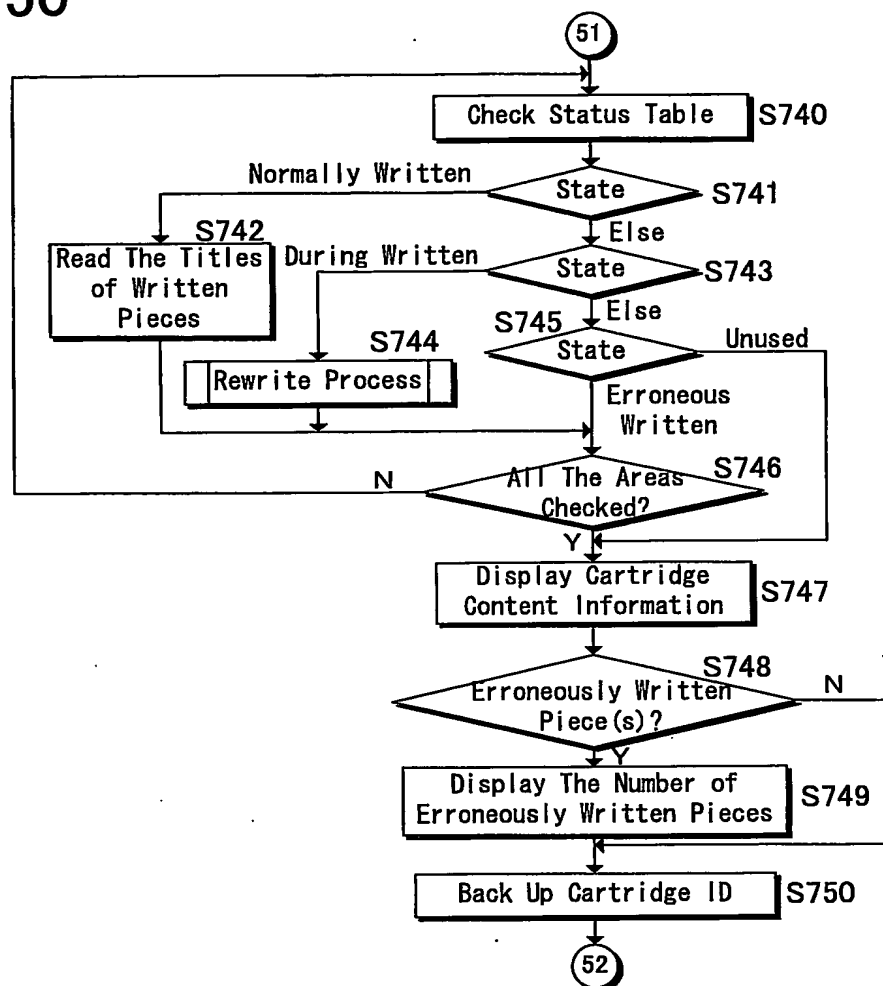 50
51
Check Status Table
S740
Normally Written
State
S741
S742
Else
Read The Titles
of Written
Pieces
During Written
State
S743
S745
Else
State
Unused
S744
Rewrite Process
Erroneous
Written
S746
N
All The Areas
Checked?
Y
Display Cartridge
Content Information
S747
S748
Erroneously Written
Piece(s)?
N
Y
Display The Number of
Erroneously Written Pieces
S749
Back Up Cartridge ID
S750
52